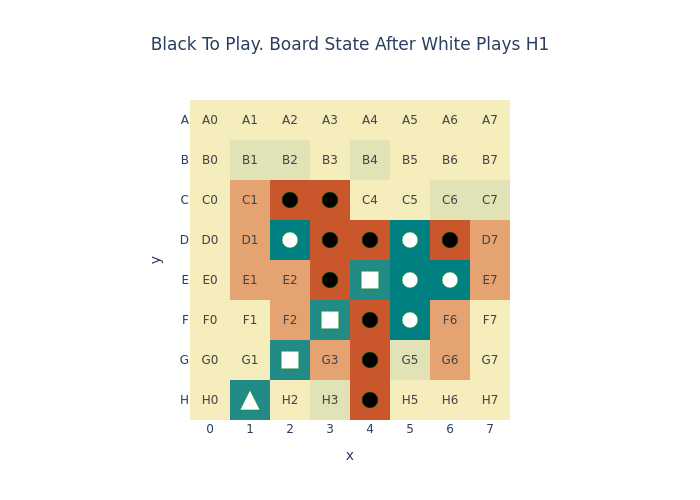 Black To Play. Board State After White Plays H1
A A0 A1 A2 A3 A4 A5 A6 A7
B B0 B1 B2 B3 B4 B5 B6 B7
C C0 C1 C4 C5 C6 C7
D D0 D1 D7
y
E E0 E1 E2 E7
F F0 F1 F2 F6 F7
G G0 G1 G3 G5 G6 G7
H H0 H2 H3 H5 H6 H7
0 1 2 3 4 5 6 7
x